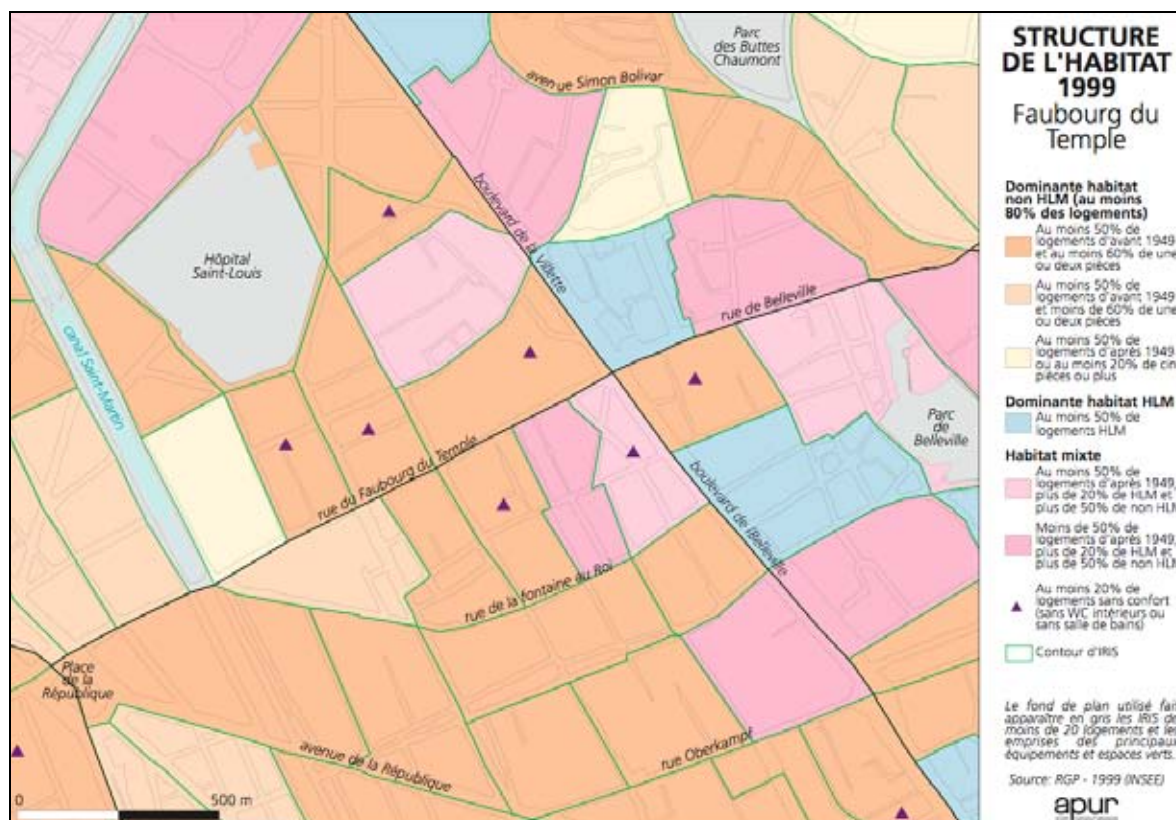 STRUCTURE
DE L'HABITAT
1999
Faubourg du
Temple
Dominante habitat
non HLM (au moins
80% des logements)
Au moins 50% de
logements d'avant 1949
et au moins 60% de une
ou deux pièces
Au moins 50% de
logements d'avant 1949
et moins de 60% de une
ou deux pièces
Au moins 50% de
logements d'après 1949
ou au moins 20% de cin
pièces ou plus
Dominante habitat HLM
Au moins 50% de
logements HLM
Habitat mixte
Au moins 50% de
logements d'après 1949,
plus de 20% de HLM et
plus de 50% de non HLM
Moins de 50% de
logements d'après 1949,
plus de 20% de HLM et
plus de 50% de non HLM
Au moins 20% de
logements sans confort
(sans WC intérieurs ou
sans salle de bains)
Contour d'IRIS
Le fond de plan utilisé fai
apparaître en gris les IRIS de
moins de 20 logements et les
emprises des principaux
équipements et espaces verts.
Source: RGP - 1999 (INSEE)
apur
Parc
des Buttes
Chaumont
avenue Simon Bolivar
boulevard de la Villette
Hôpital
Saint-Louis
canal Saint-Martin
rue de Belleville
Parc
de
Belleville
rue du Faubourg du Temple
boulevard de Belleville
rue de la fontaine du Roi
Place
de la
République
avenue de la République
rue Oberkampf
0 500 m